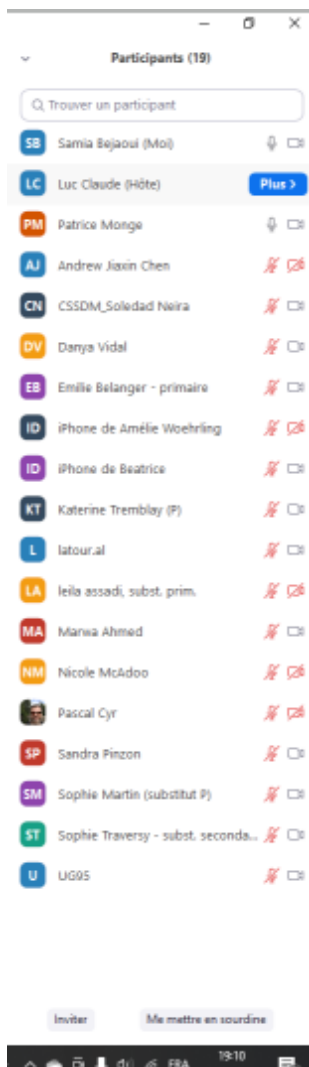 Participants (19)
Trouver un participant
SB Samia Bejaoui (Moi)
LC Luc Claude (Hôte) Plus >
PM Patrice Monge
AJ Andrew Jiaxin Chen
CN CSSDM_Soledad Neira
DV Danya Vidal
EB Emilie Belanger - primaire
ID iPhone de Amélie Woehrling
ID iPhone de Beatrice
KT Katerine Tremblay (P)
L latour.al
LA leila assadi, subst. prim.
MA Marwa Ahmed
NM Nicole McAdoo
Pascal Cyr
SP Sandra Pinzon
SM Sophie Martin (substitut P)
ST Sophie Traversy - subst. seconda...
U UG95
Inviter Me mettre en sourdine
FRA 19:10